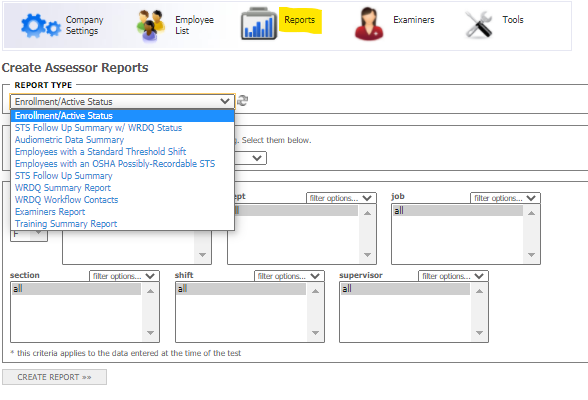 Company
Settings
Employee
List
Reports
Examiners
Tools
Create Assessor Reports
REPORT TYPE
Enrollment/Active Status
Enrollment/Active Status
STS Follow Up Summary w/ WRDQ Status
Audiometric Data Summary
Employees with a Standard Threshold Shift
Employees with an OSHA Possibly-Recordable STS
STS Follow Up Summary
WRDQ Summary Report
WRDQ Workflow Contacts
Examiners Report
Training Summary Report
. Select them below.
filter options...
job
filter options...
all
F
section
filter options...
shift
filter options...
supervisor
filter options...
all
all
all
* this criteria applies to the data entered at the time of the test
CREATE REPORT »»